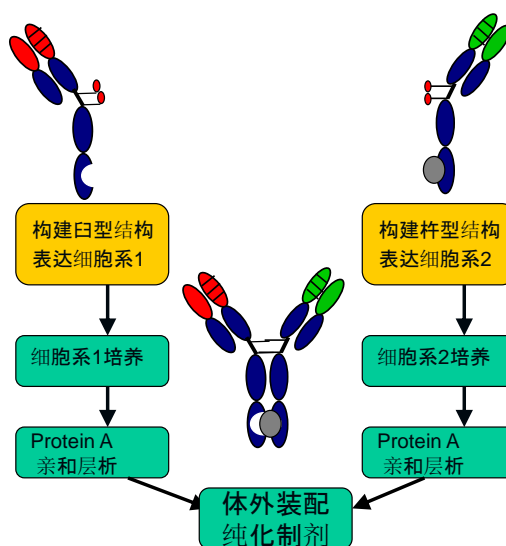 构建臼型结构
表达细胞系1
构建杵型结构
表达细胞系2
细胞系1培养
细胞系2培养
Protein A
亲和层析
Protein A
亲和层析
体外装配
纯化制剂